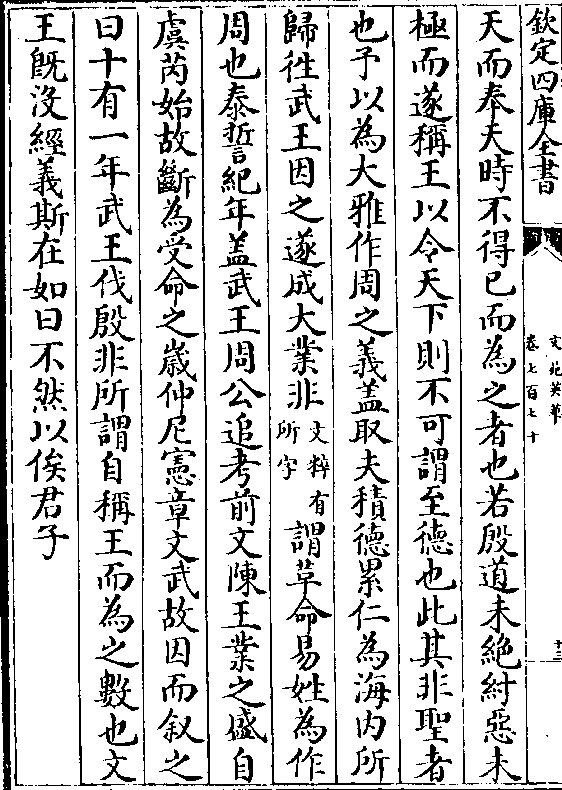 欽定四庫全書
文苑英華
卷七百七十
十三
天而奉天時不得已而為之者也若殷道未絶紂惡未
極而遂稱王以令天下則不可謂至德也此其非聖者
也予以為大雅作周之義蓋取夫積德累仁為海内所
歸徃武王因之遂成大業非文粹有所字謂革命易姓為作
周也泰誓紀年盖武王周公追考前文陳王業之盛自
虞芮始故斷為受命之嵗仲尼憲章文武故因而叙之
曰十有一年武王伐殷非所謂自稱王而為之數也文
王既沒經義斯在如曰不然以俟君子